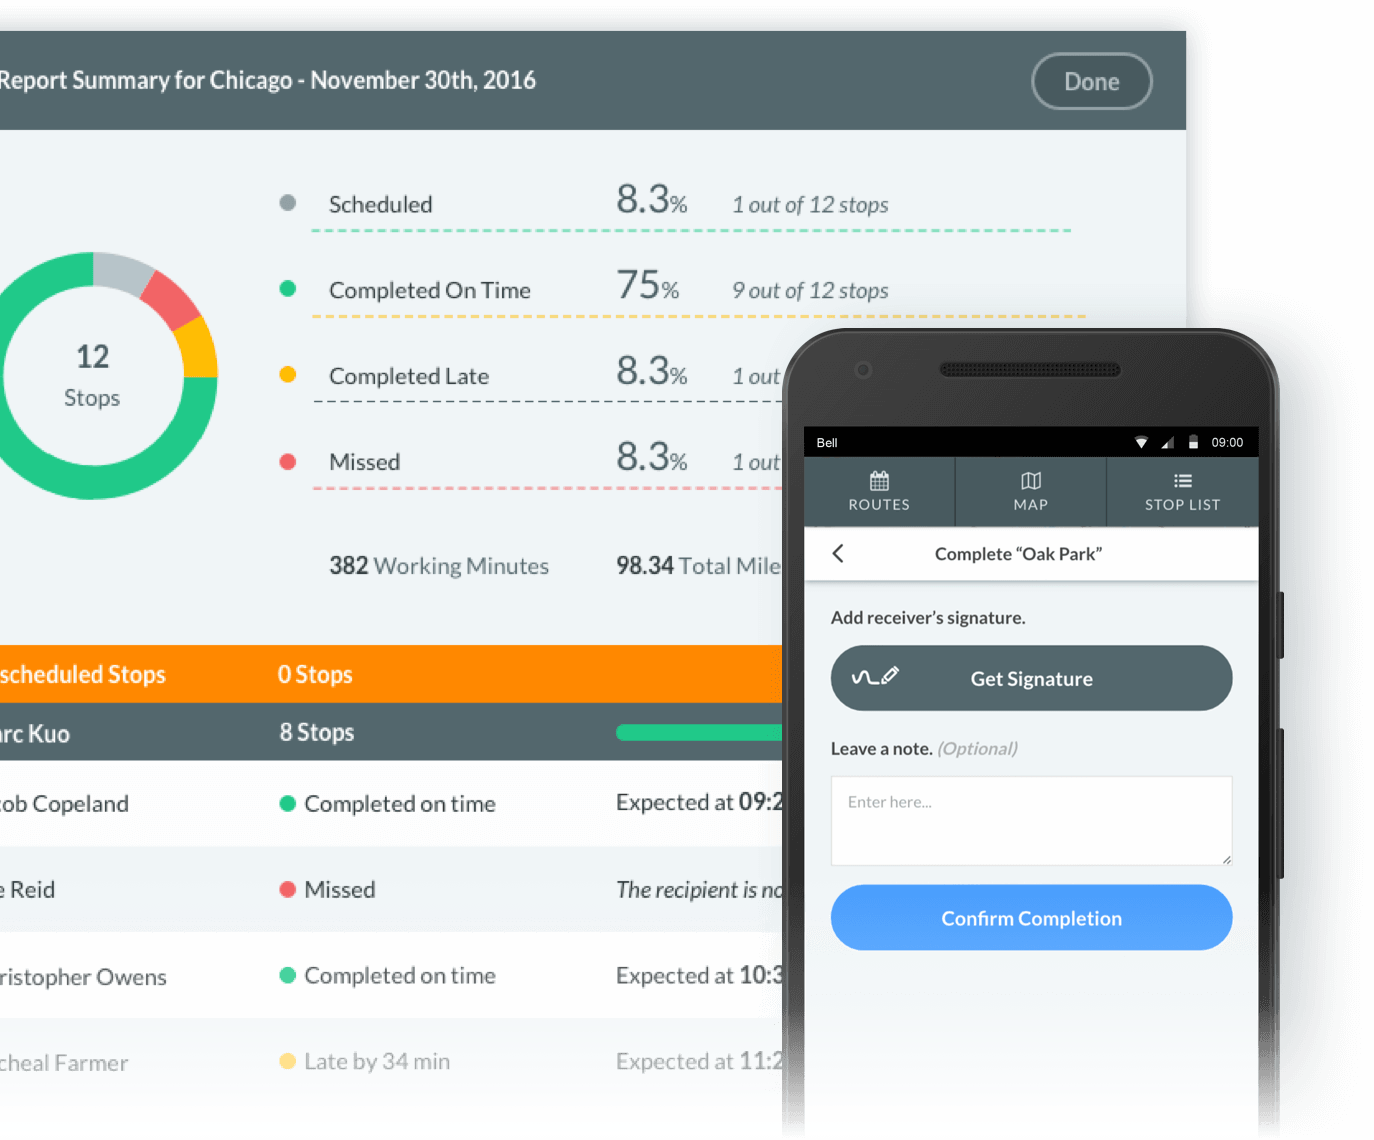 Report Summary for Chicago - November 30th, 2016
Done
Scheduled 8.3% 1 out of 12 stops
Completed On Time 75% 9 out of 12 stops
12
Stops
Completed Late 8.3% 1 out
Missed 8.3% 1 out
382 Working Minutes 98.34 Total Mile
scheduled Stops 0 Stops
rc Kuo 8 Stops
ob Copeland Completed on time Expected at 09:2
e Reid Missed The recipient is no
ristopher Owens Completed on time Expected at 10:3
cheal Farmer Late by 34 min Expected at 11:2
Bell 09:00
ROUTES MAP STOP LIST
Complete “Oak Park”
Add receiver’s signature.
Get Signature
Leave a note. (Optional)
Enter here...
Confirm Completion